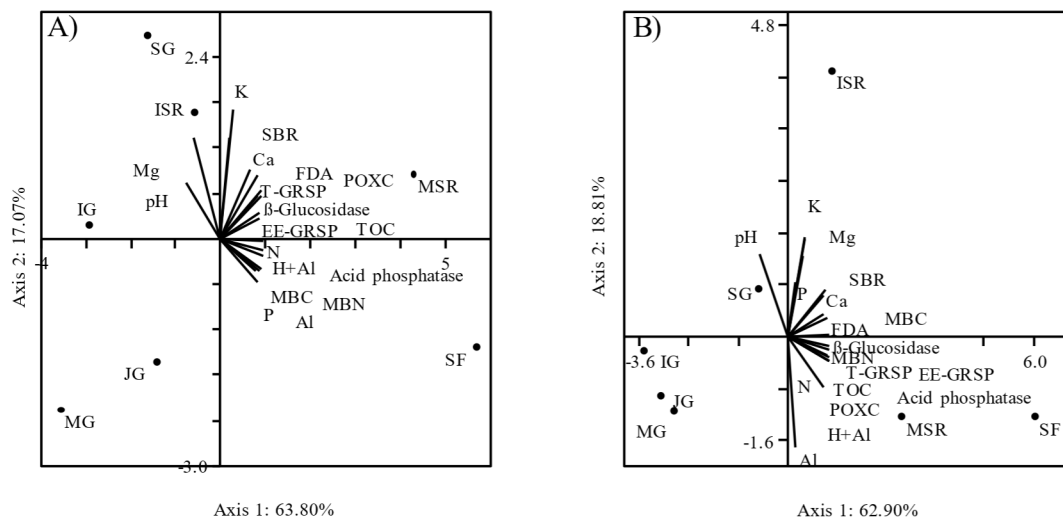 A)
SG
2.4
K
ISR
SBR
Ca
Mg
FDA
POXC
MSR
T-GRSP
pH
ß-Glucosidase
IG
EE-GRSP
TOC
N
-4
5
H+Al
Acid phosphatase
MBC
MBN
P
Al
SF
JG
MG
-3.0
Axis 2: 17.07%
Axis 1: 63.80%
B)
4.8
ISR
K
pH
Mg
SBR
SG
P
Ca
MBC
FDA
ß-Glucosidase
-3.6
IG
MBN
6.0
T-GRSP
EE-GRSP
N
TOC
JG
Acid phosphatase
POXC
MG
H+Al
MSR
SF
-1.6
Al
Axis 2: 18.81%
Axis 1: 62.90%